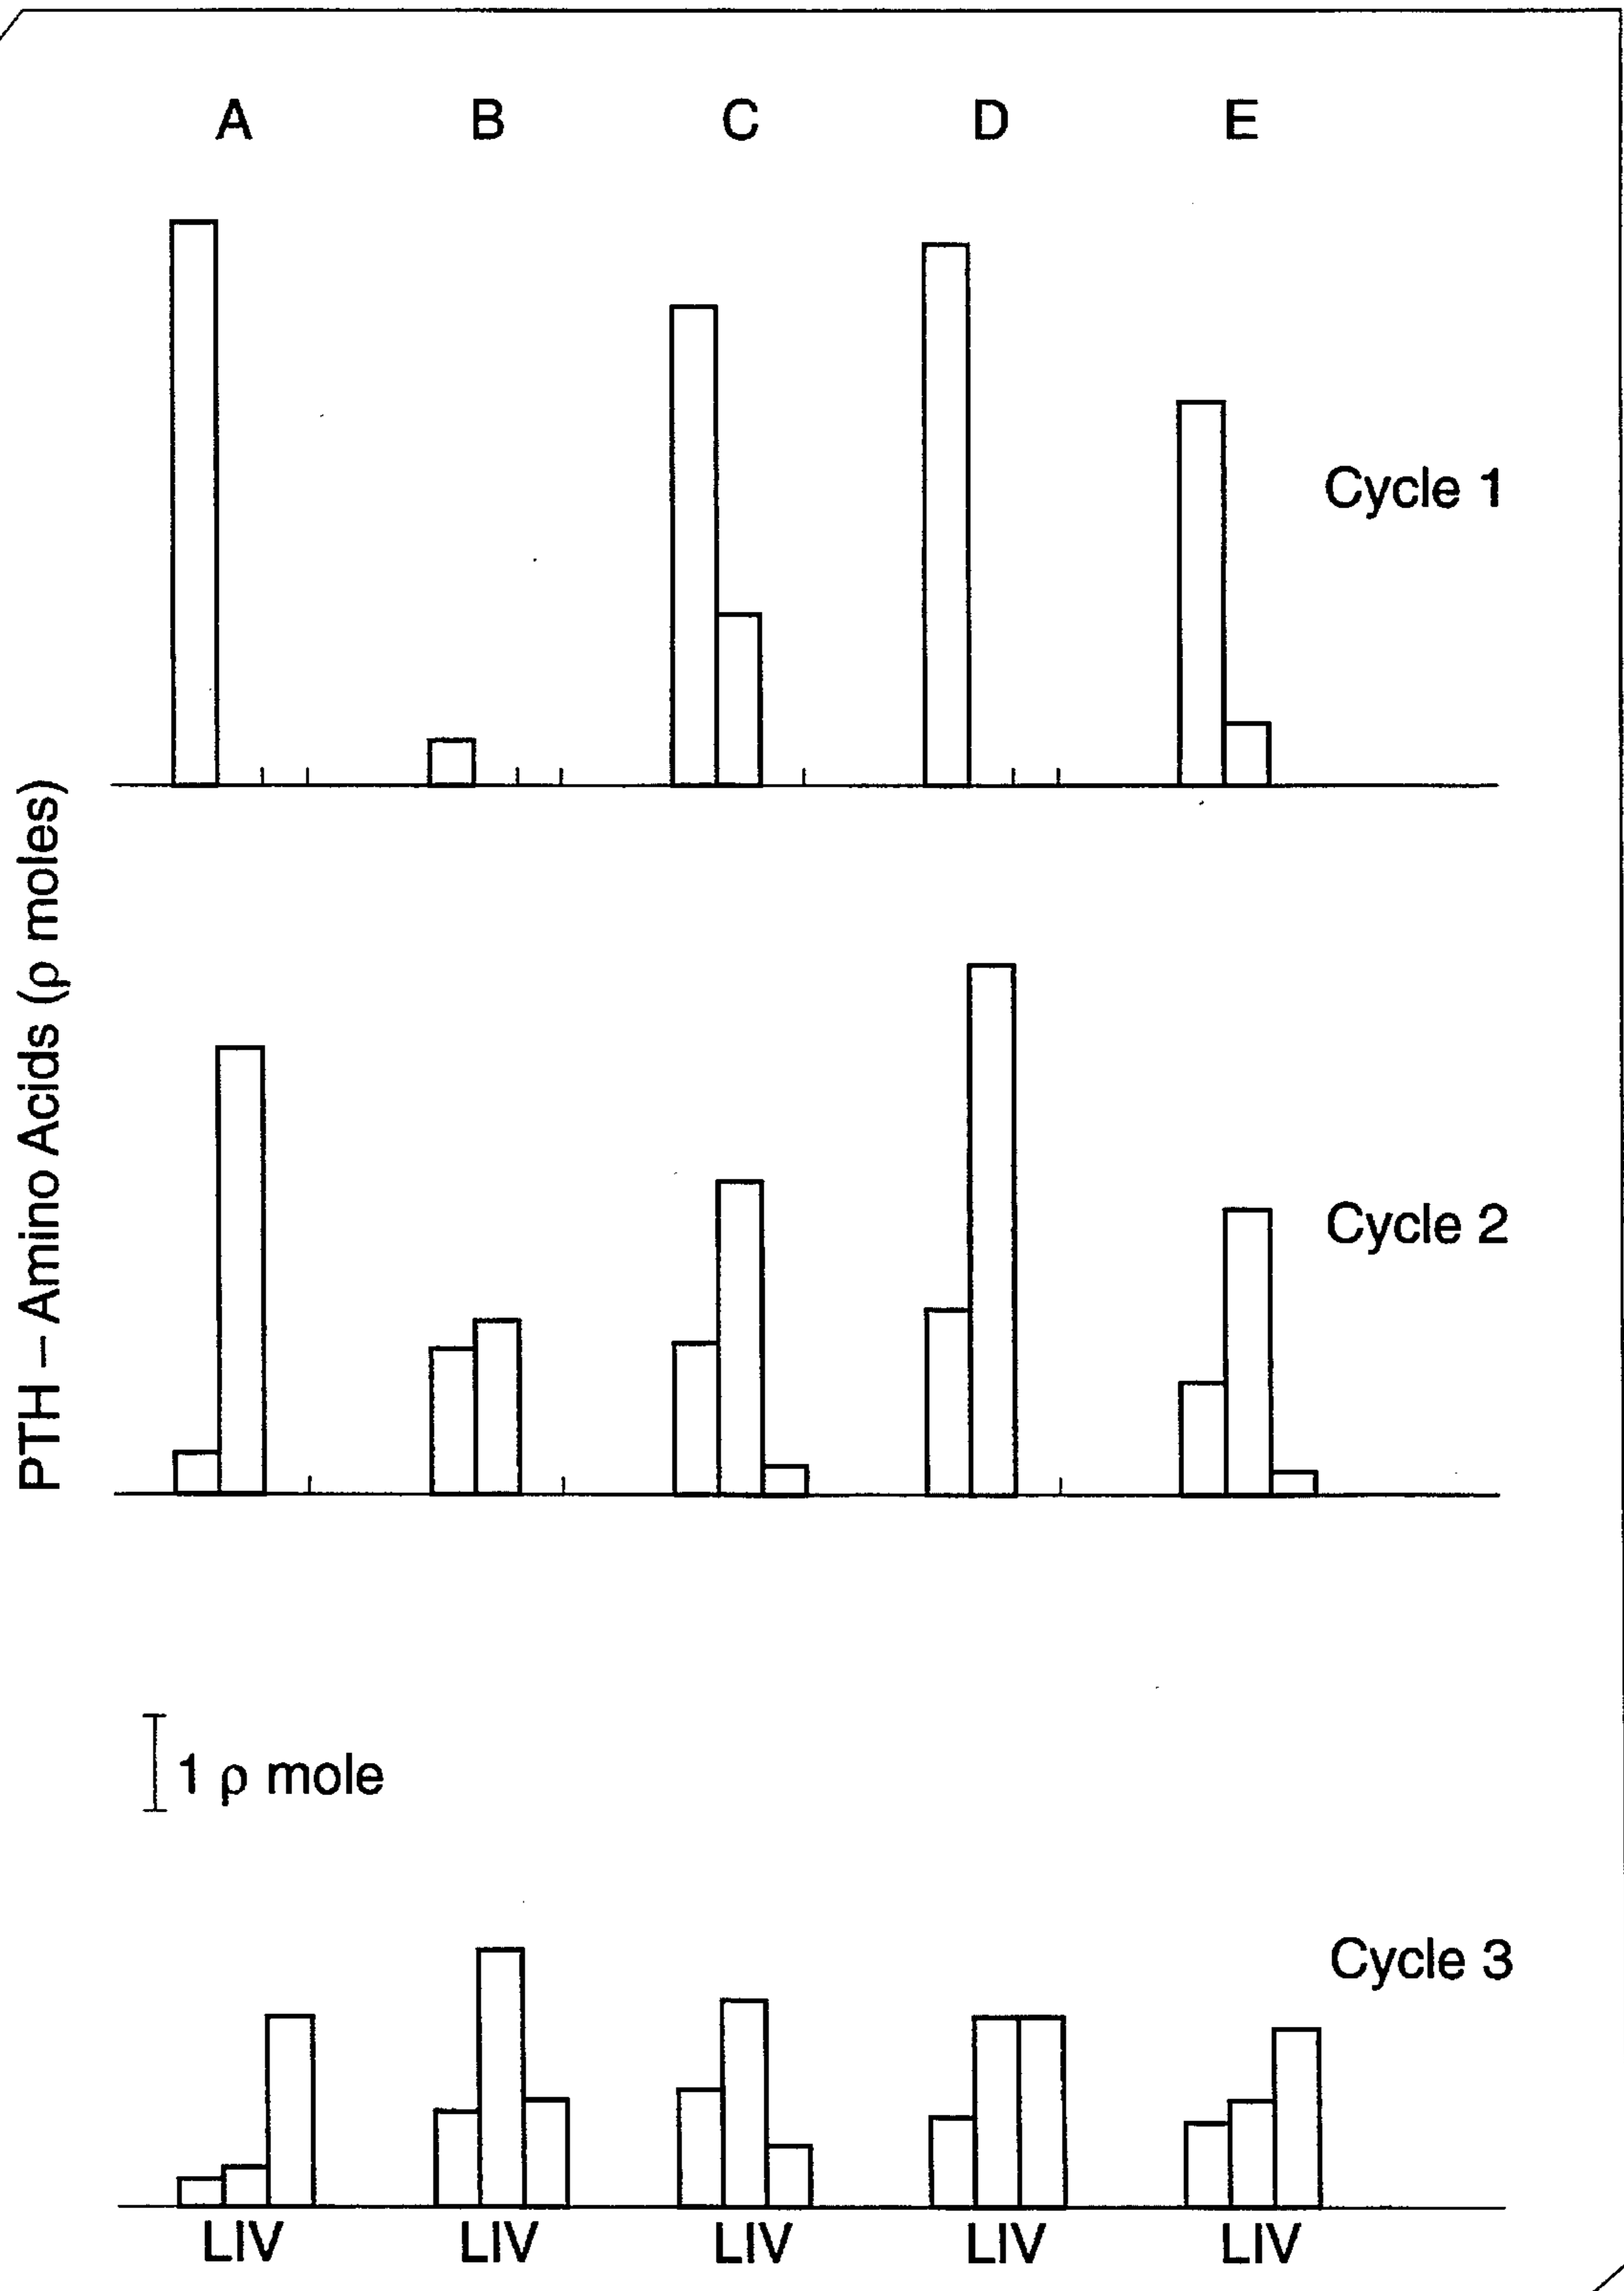 A B C D E
Cycle 1
PTH – Amino Acids (ρ moles)
Cycle 2
1 ρ mole
Cycle 3
LIV LIV LIV LIV LIV